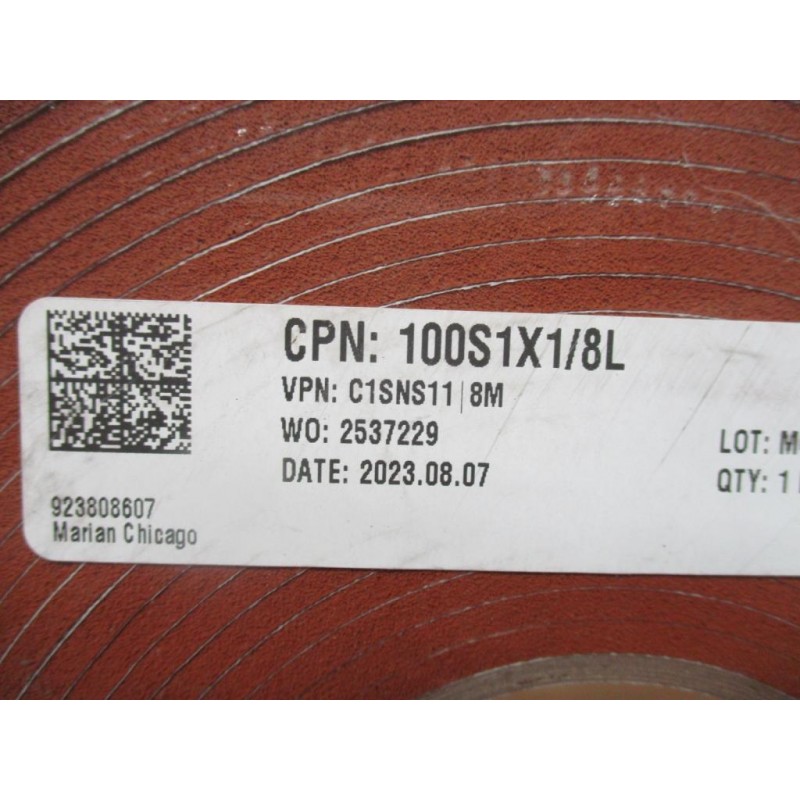 CPN: 100S1X1/8L
VPN: C1SNS11|8M
WO: 2537229
DATE: 2023.08.07
LOT:
QTY: 1
923808607
Marian Chicago